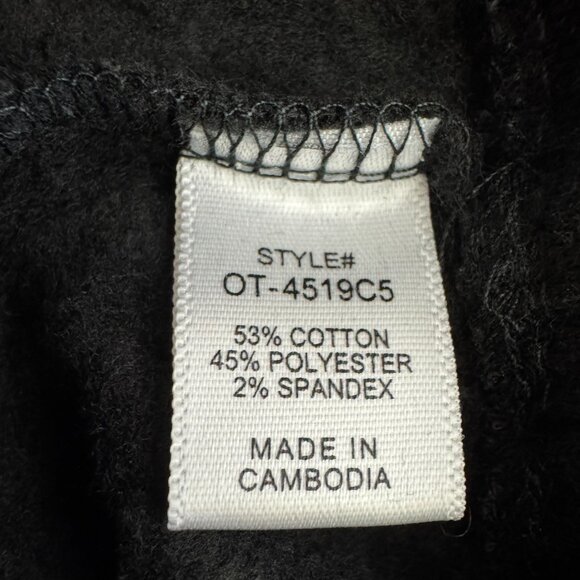 STYLE#
OT-4519C5
53% COTTON
45% POLYESTER
2% SPANDEX
MADE IN
CAMBODIA